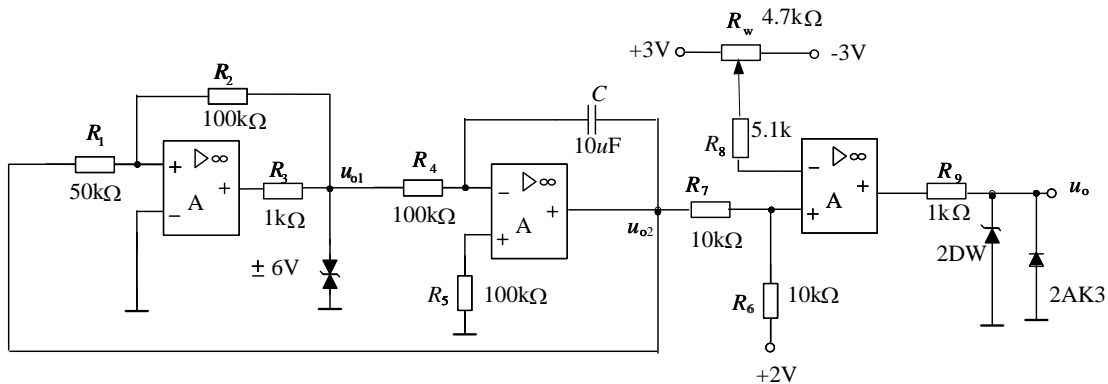 R_w 4.7kΩ
+3V
-3V
R_2
100kΩ
R_1
50kΩ
+
▷∞
+
A
−
R_3
1kΩ
u_o1
± 6V
R_4
100kΩ
C
10uF
−
▷∞
+
A
+
R_5
100kΩ
u_o2
R_7
10kΩ
R_6
10kΩ
+2V
R_8
5.1k
−
▷∞
+
A
+
R_9
1kΩ
u_o
2DW
2AK3